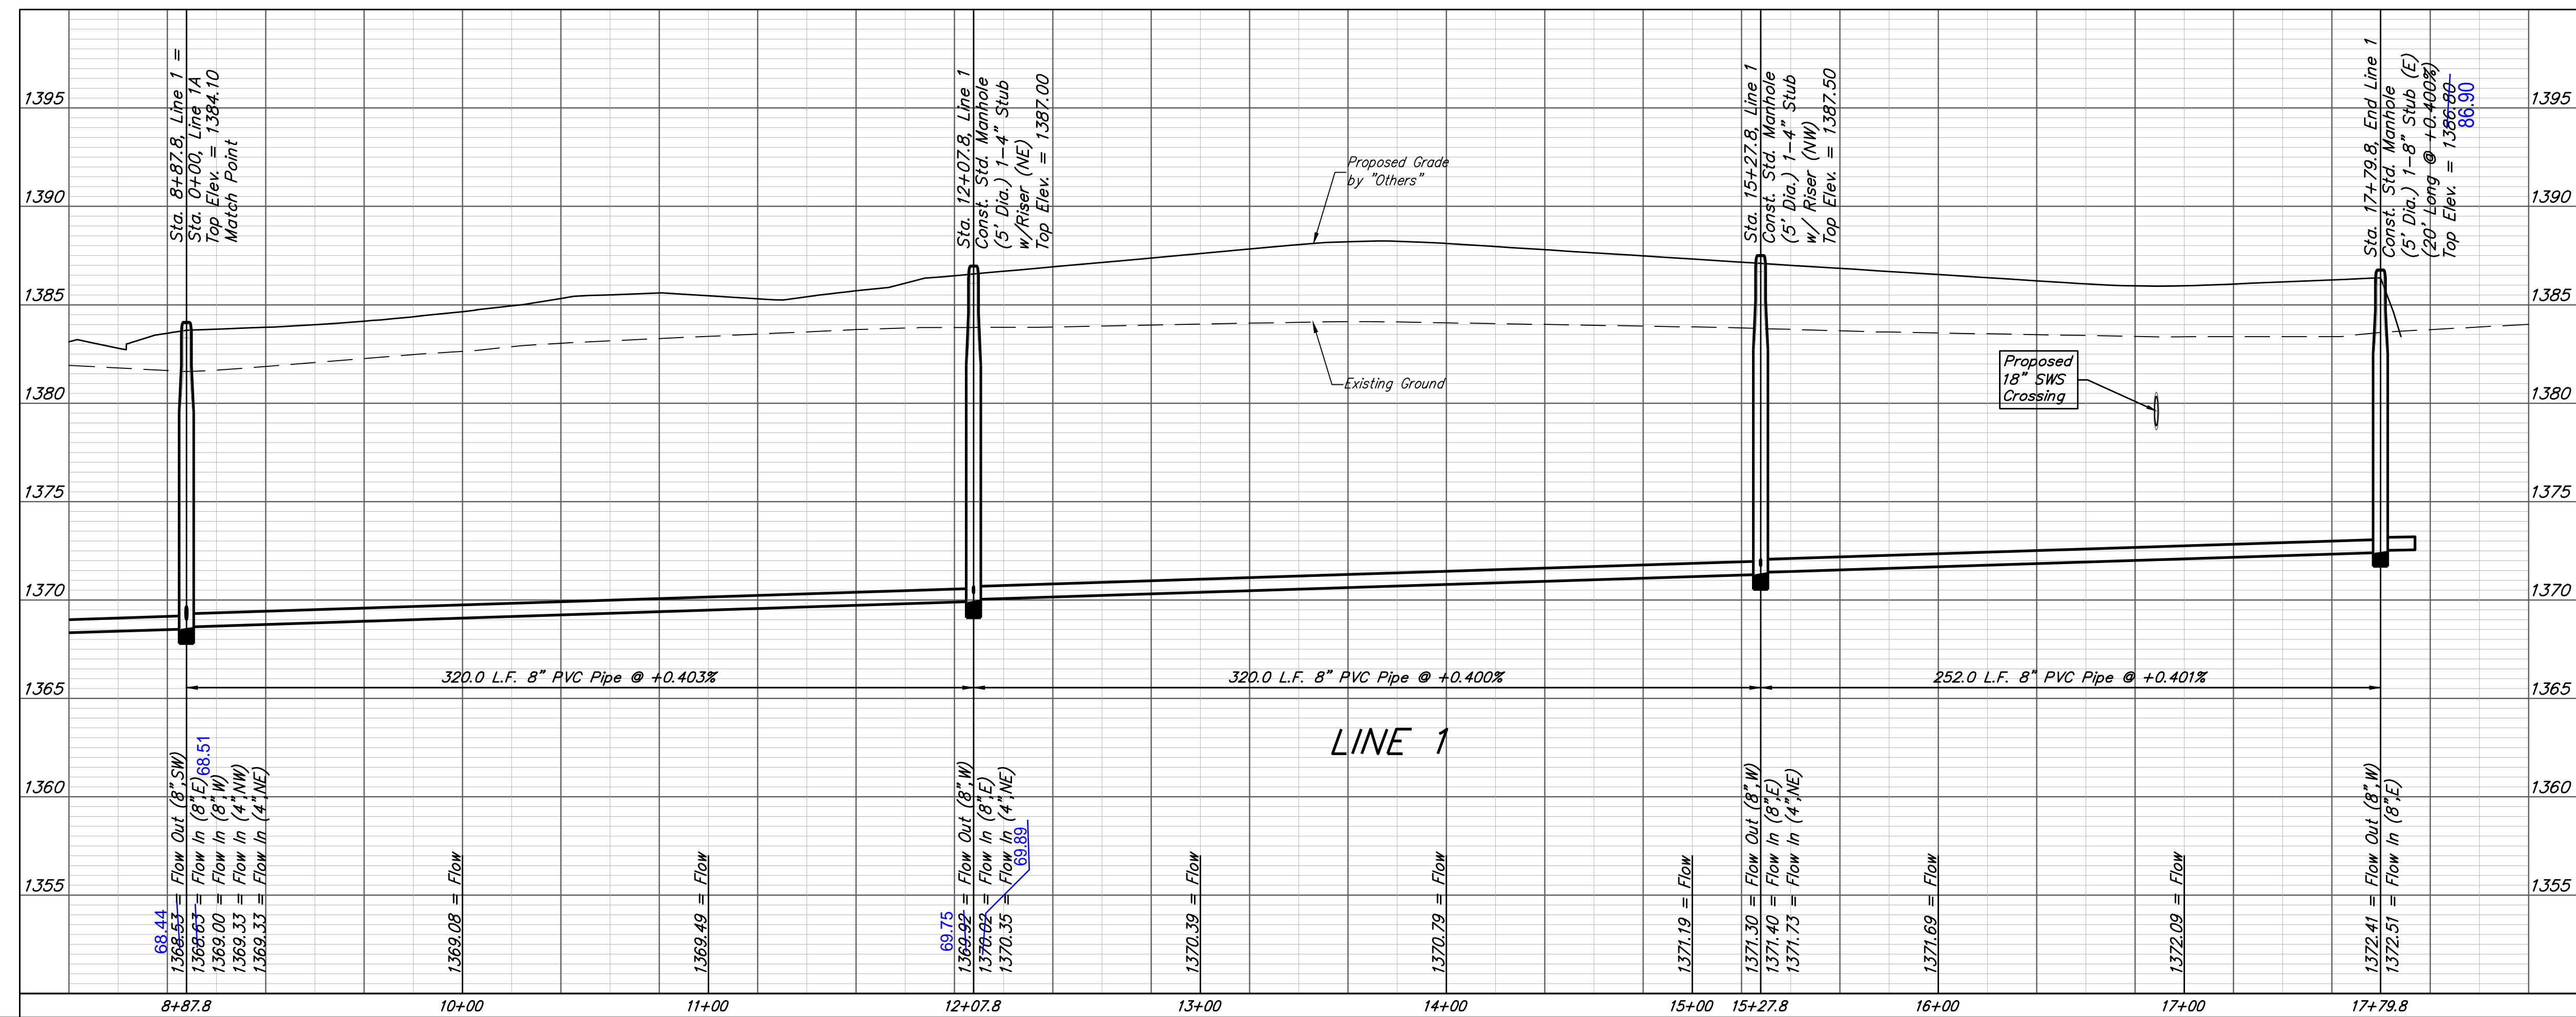 Sta. 8+87.8, Line 1 =
Sta. 0+00, Line 1A
Top Elev. = 1384.10
Match Point
Sta. 12+07.8, Line 1
Const. Std. Manhole
(5' Dia.) 1-4" Stub
w/Riser (NE)
Top Elev. = 1387.00
Sta. 15+27.8, Line 1
Const. Std. Manhole
(5' Dia.) 1-4" Stub
w/ Riser (NW)
Top Elev. = 1387.50
Sta. 17+79.8, End Line 1
Const. Std. Manhole
(5' Dia.) 1-8" Stub (E)
(20' Long @ +0.400%)
Top Elev. = 1386.80
86.90
1395
1390
1385
1380
1375
1370
1365
1360
1355
1395
1390
1385
1380
1375
1370
1365
1360
1355
Proposed Grade
by "Others"
Existing Ground
Proposed
18" SWS
Crossing
320.0 L.F. 8" PVC Pipe @ +0.403%
320.0 L.F. 8" PVC Pipe @ +0.400%
252.0 L.F. 8" PVC Pipe @ +0.401%
LINE 1
68.44
1368.53 = Flow Out (8",SW)
1368.63 = Flow In (8",E)
68.51
1369.00 = Flow In (8",W)
1369.33 = Flow In (4",NW)
1369.33 = Flow In (4",NE)
1369.08 = Flow
1369.49 = Flow
69.75
1369.92 = Flow Out (8",W)
1370.02 = Flow In (8",E)
1370.35 = Flow In (4",NE)
69.89
1370.39 = Flow
1370.79 = Flow
1371.19 = Flow
1371.30 = Flow Out (8",W)
1371.40 = Flow In (8",E)
1371.73 = Flow In (4",NE)
1371.69 = Flow
1372.09 = Flow
1372.41 = Flow Out (8",W)
1372.51 = Flow In (8",E)
8+87.8
10+00
11+00
12+07.8
13+00
14+00
15+00
15+27.8
16+00
17+00
17+79.8